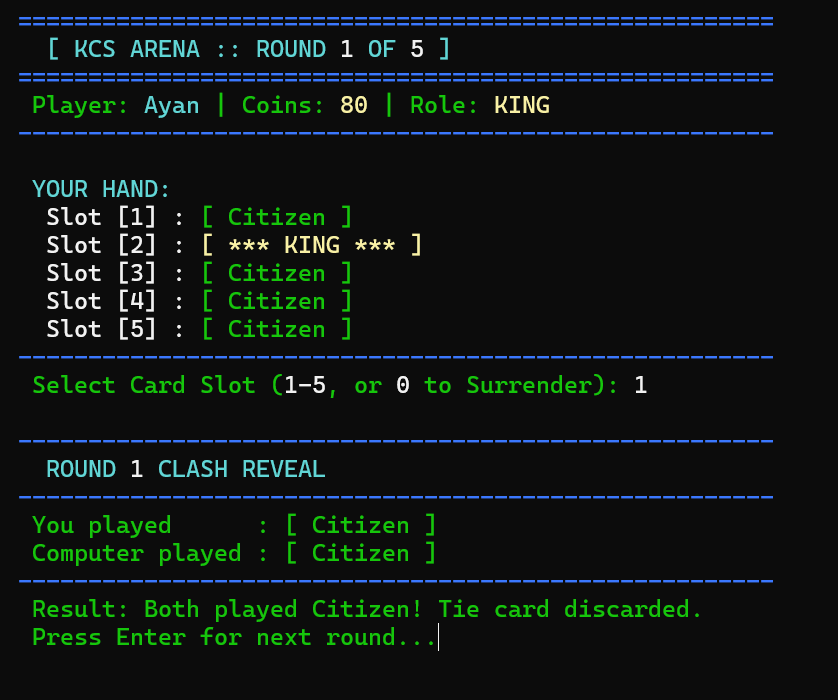 ======================================================
[ KCS ARENA :: ROUND 1 OF 5 ]
======================================================
Player: Ayan | Coins: 80 | Role: KING
------------------------------------------------------
YOUR HAND:
Slot [1] : [ Citizen ]
Slot [2] : [ *** KING *** ]
Slot [3] : [ Citizen ]
Slot [4] : [ Citizen ]
Slot [5] : [ Citizen ]
------------------------------------------------------
Select Card Slot (1-5, or 0 to Surrender): 1
------------------------------------------------------
ROUND 1 CLASH REVEAL
------------------------------------------------------
You played      : [ Citizen ]
Computer played : [ Citizen ]
------------------------------------------------------
Result: Both played Citizen! Tie card discarded.
Press Enter for next round...